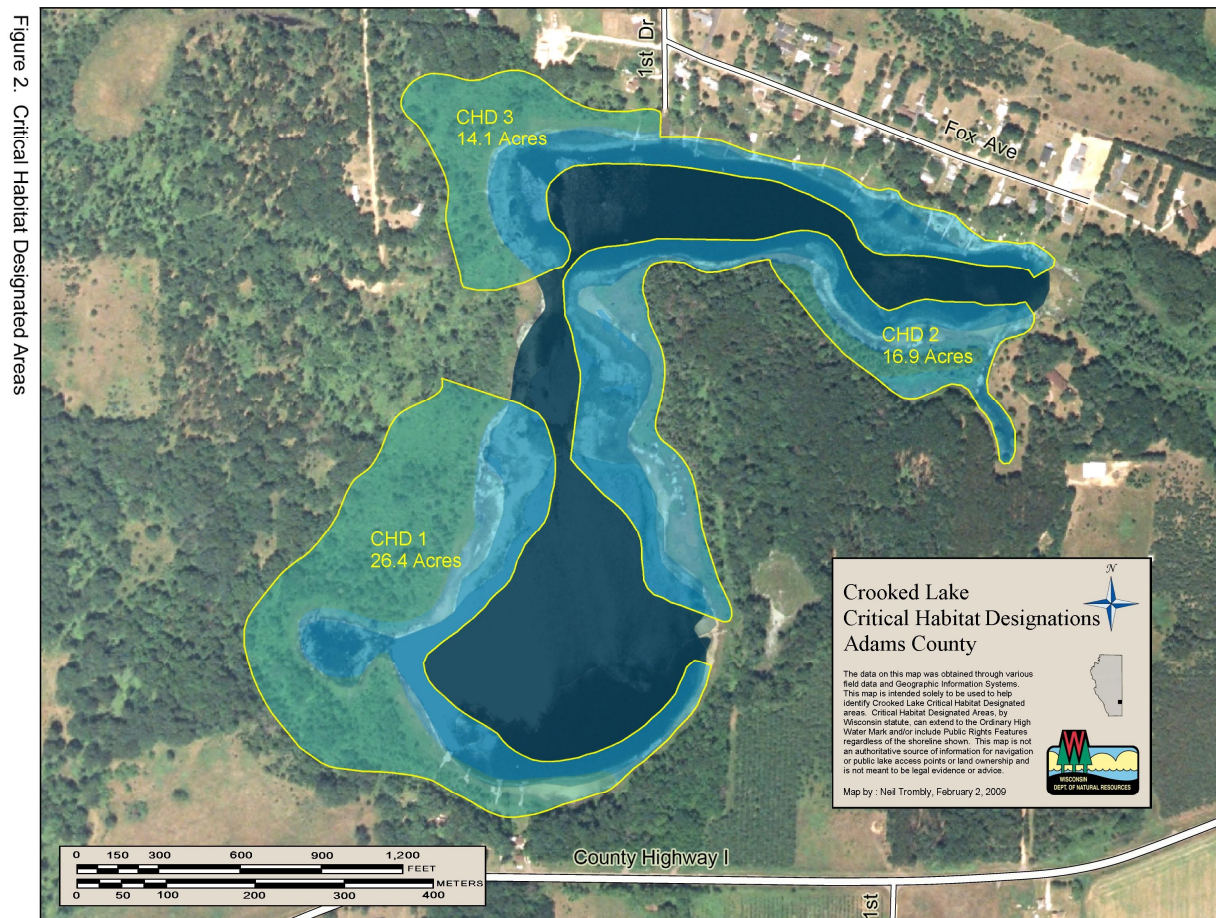 Figure 2. Critical Habitat Designated Areas
1st Dr
Fox Ave
CHD 3
14.1 Acres
CHD 2
16.9 Acres
CHD 1
26.4 Acres
N
Crooked Lake
Critical Habitat Designations
Adams County
The data on this map was obtained through various
field data and Geographic Information Systems.
This map is intended solely to be used to help
identify Crooked Lake Critical Habitat Designated
areas. Critical Habitat Designated Areas, by
Wisconsin statute, can extend to the Ordinary High
Water Mark and/or include Public Rights Features
regardless of the shoreline shown. This map is not
an authoritative source of information for navigation
or public lake access points or land ownership and
is not meant to be legal evidence or advice.
Map by : Neil Trombly, February 2, 2009
W
WISCONSIN
DEPT. OF NATURAL RESOURCES
0 150 300 600 900 1,200
FEET
METERS
0 50 100 200 300 400
County Highway I
1st